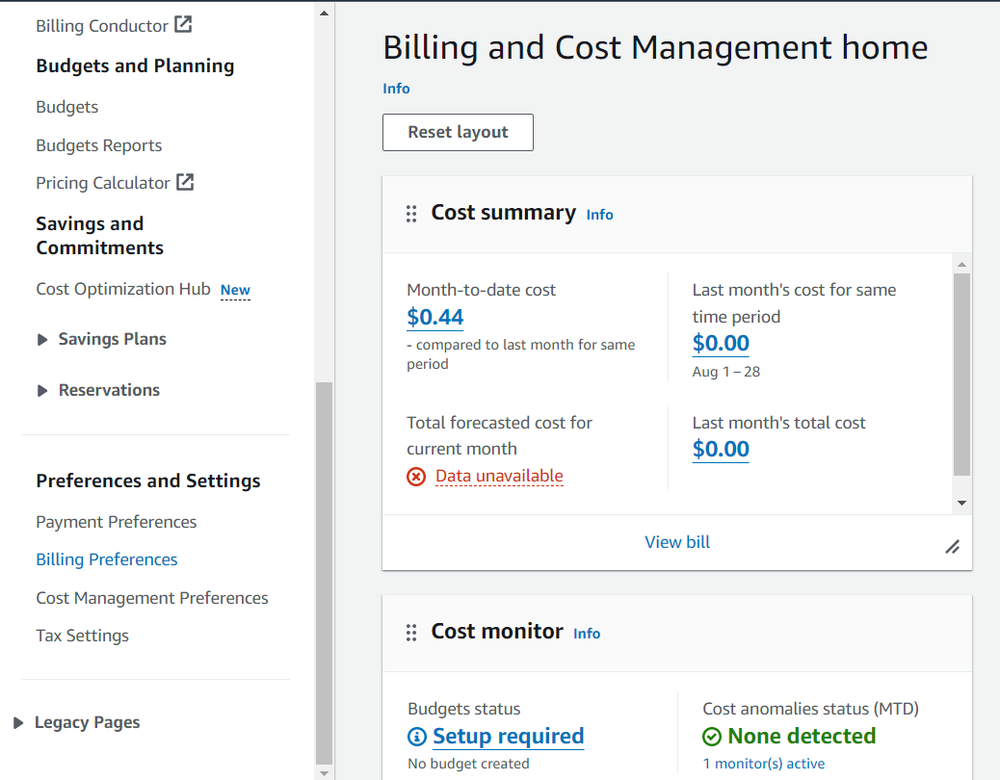 Billing Conductor
Budgets and Planning
Budgets
Budgets Reports
Pricing Calculator
Savings and
Commitments
Cost Optimization Hub New
Savings Plans
Reservations
Preferences and Settings
Payment Preferences
Billing Preferences
Cost Management Preferences
Tax Settings
Legacy Pages
Billing and Cost Management home
Info
Reset layout
Cost summary Info
Month-to-date cost
$0.44
- compared to last month for same
period
Last month's cost for same
time period
$0.00
Aug 1 – 28
Total forecasted cost for
current month
Data unavailable
Last month's total cost
$0.00
View bill
Cost monitor Info
Budgets status
Setup required
No budget created
Cost anomalies status (MTD)
None detected
1 monitor(s) active